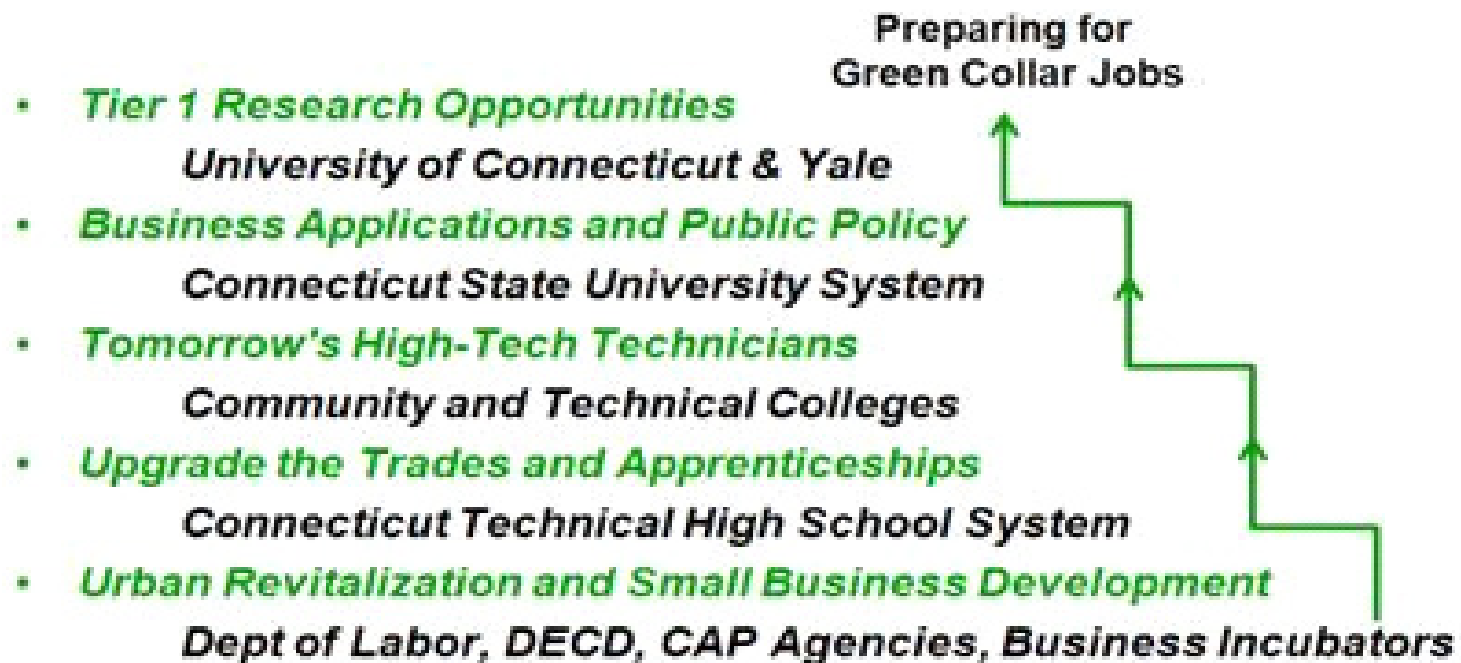 Preparing for
Green Collar Jobs
• Tier 1 Research Opportunities
University of Connecticut & Yale
• Business Applications and Public Policy
Connecticut State University System
• Tomorrow's High-Tech Technicians
Community and Technical Colleges
• Upgrade the Trades and Apprenticeships
Connecticut Technical High School System
• Urban Revitalization and Small Business Development
Dept of Labor, DECD, CAP Agencies, Business Incubators